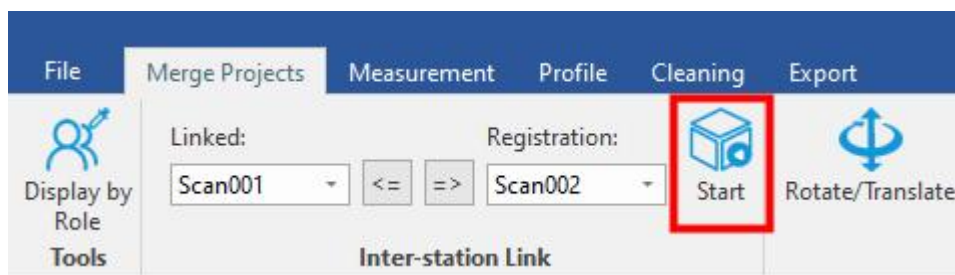 File Merge Projects Measurement Profile Cleaning Export
Linked: Registration:
Scan001 <= => Scan002
Display by Role Start Rotate/Translate
Tools Inter-station Link